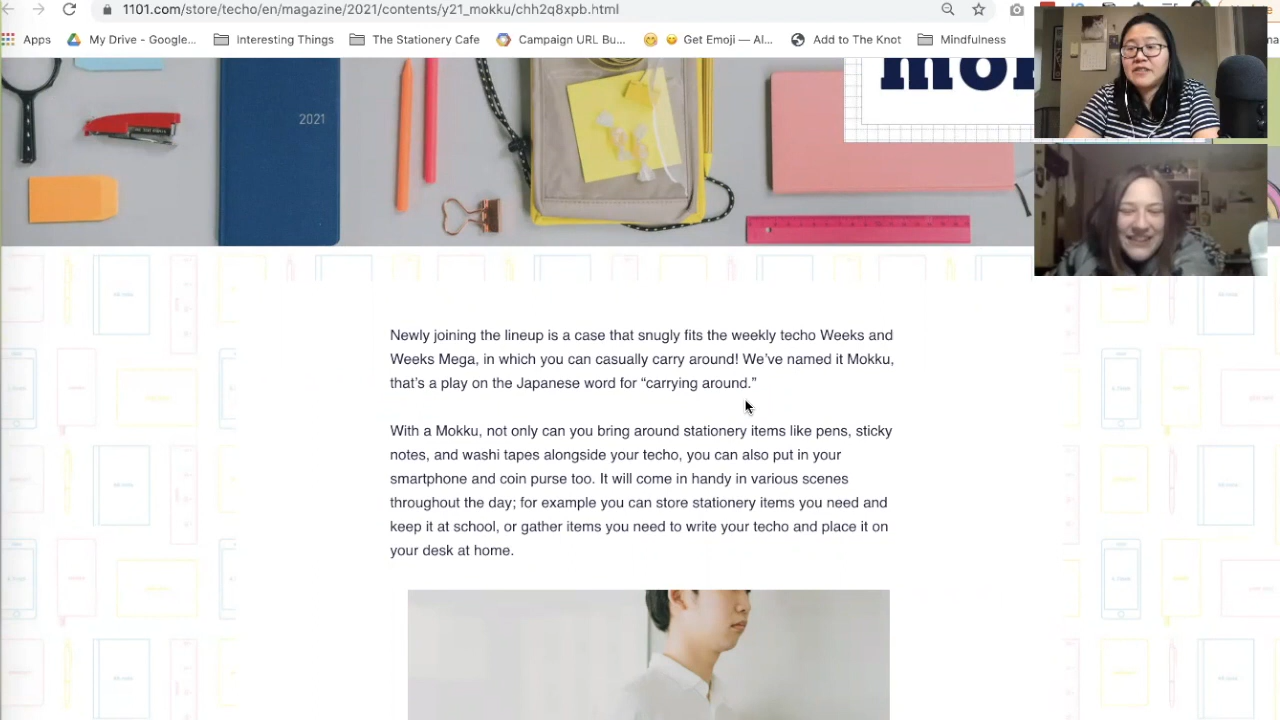 1101.com/store/techo/en/magazine/2021/contents/y21_mokku/chh2q8xpb.html
Apps
My Drive - Google...
Interesting Things
The Stationery Cafe
Campaign URL Bu...
Get Emoji — Al...
Add to The Knot
Mindfulness
2021
Newly joining the lineup is a case that snugly fits the weekly techo Weeks and
Weeks Mega, in which you can casually carry around! We've named it Mokku,
that's a play on the Japanese word for “carrying around.”
With a Mokku, not only can you bring around stationery items like pens, sticky
notes, and washi tapes alongside your techo, you can also put in your
smartphone and coin purse too. It will come in handy in various scenes
throughout the day; for example you can store stationery items you need and
keep it at school, or gather items you need to write your techo and place it on
your desk at home.